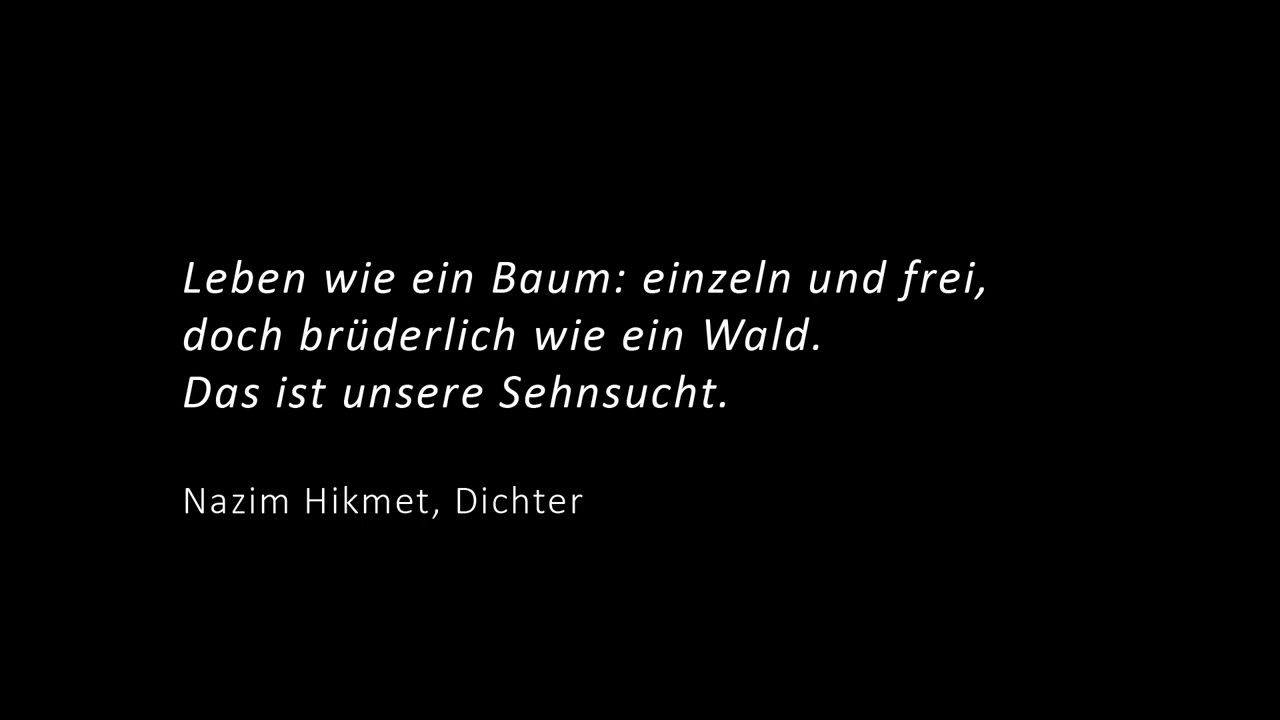 Leben wie ein Baum: einzeln und frei,
doch brüderlich wie ein Wald.
Das ist unsere Sehnsucht.
Nazim Hikmet, Dichter